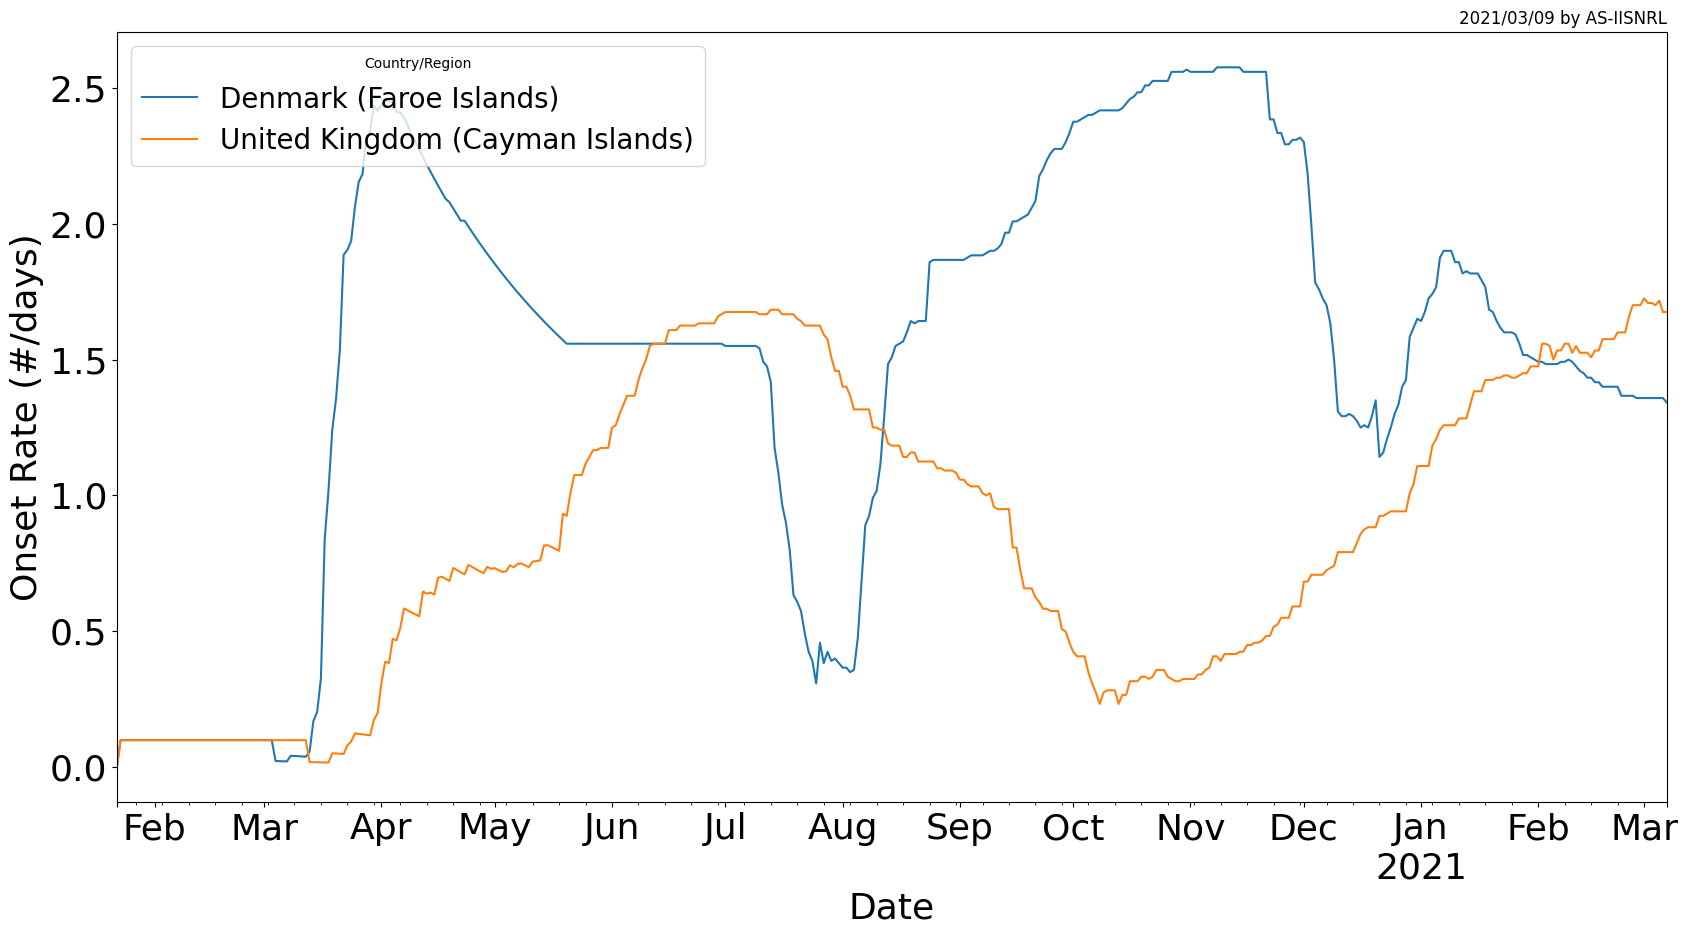 2021/03/09 by AS-IISNRL
Country/Region
Denmark (Faroe Islands)
United Kingdom (Cayman Islands)
Onset Rate (#/days)
2.5
2.0
1.5
1.0
0.5
0.0
Feb Mar Apr May Jun Jul Aug Sep Oct Nov Dec Jan Feb Mar
2021
Date